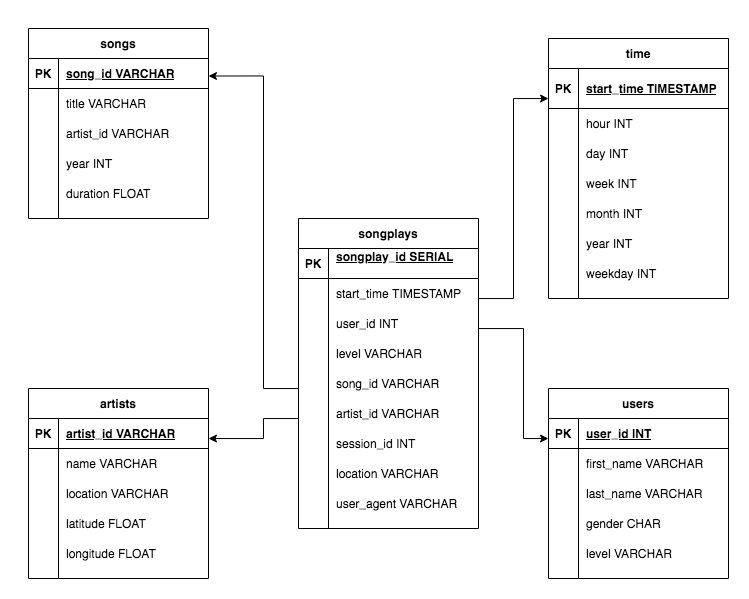 songs
PK song_id VARCHAR
title VARCHAR
artist_id VARCHAR
year INT
duration FLOAT
time
PK start_time TIMESTAMP
hour INT
day INT
week INT
month INT
year INT
weekday INT
songplays
PK songplay_id SERIAL
start_time TIMESTAMP
user_id INT
level VARCHAR
song_id VARCHAR
artist_id VARCHAR
session_id INT
location VARCHAR
user_agent VARCHAR
artists
PK artist_id VARCHAR
name VARCHAR
location VARCHAR
latitude FLOAT
longitude FLOAT
users
PK user_id INT
first_name VARCHAR
last_name VARCHAR
gender CHAR
level VARCHAR